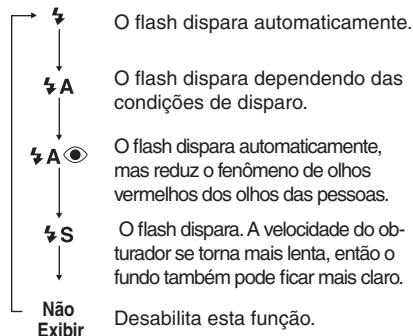 O flash dispara automaticamente.
A
O flash dispara dependendo das
condições de disparo.
A
O flash dispara automaticamente,
mas reduz o fenômeno de olhos
vermelhos dos olhos das pessoas.
S
O flash dispara. A velocidade do ob-
turador se torna mais lenta, então o
fundo também pode ficar mais claro.
Não
Exibir
Desabilita esta função.